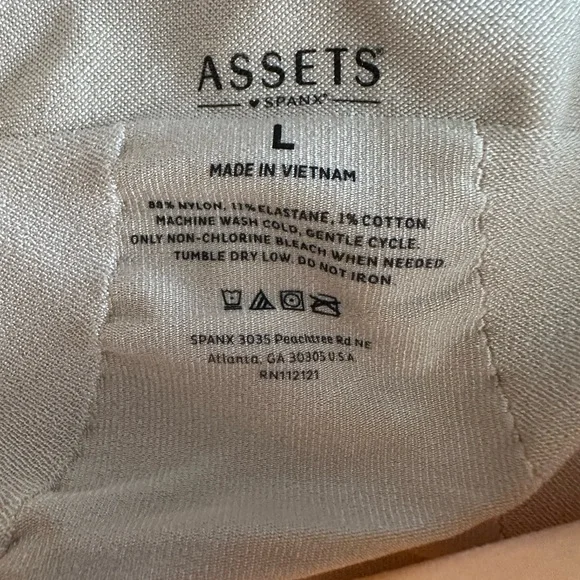 ASSETS®
♥SPANX®
L
MADE IN VIETNAM
88% NYLON, 11% ELASTANE, 1% COTTON.
MACHINE WASH COLD, GENTLE CYCLE.
ONLY NON-CHLORINE BLEACH WHEN NEEDED.
TUMBLE DRY LOW. DO NOT IRON.
SPANX 3035 Peachtree Rd NE
Atlanta, GA 30305 U.S.A.
RN112121